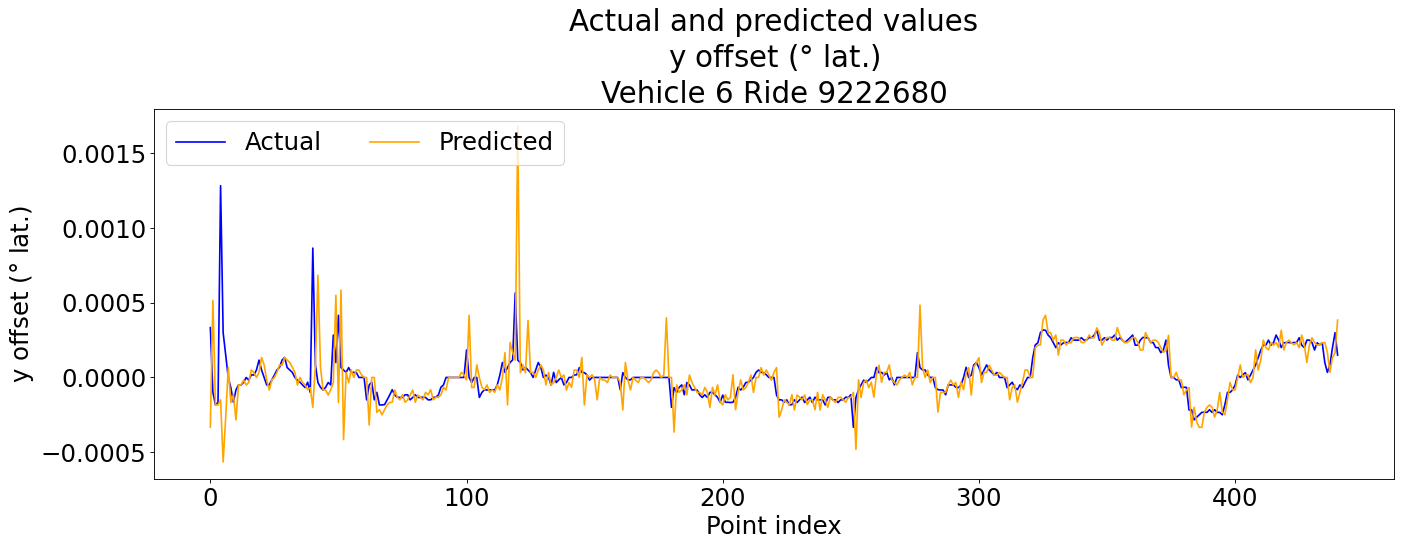 Actual and predicted values
y offset (° lat.)
Vehicle 6 Ride 9222680
Actual
Predicted
y offset (° lat.)
0.0015
0.0010
0.0005
0.0000
−0.0005
0
100
200
300
400
Point index